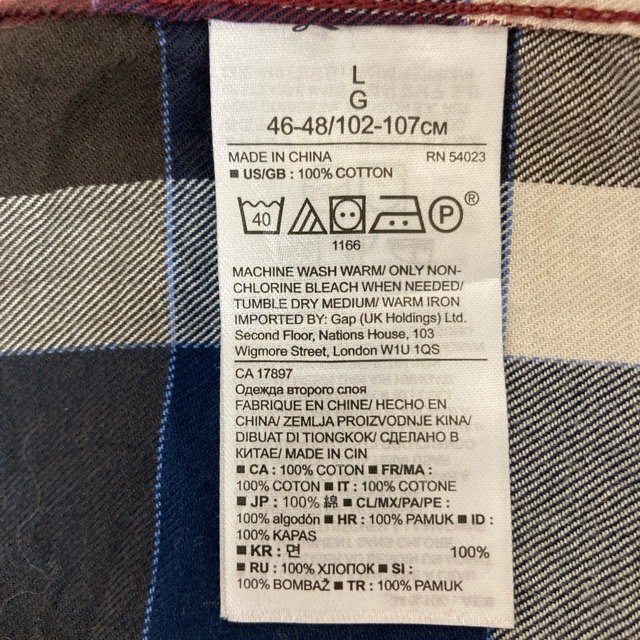 L
G
46-48/102-107CM
MADE IN CHINA RN 54023
■ US/GB : 100% COTTON
40 P ®
1166
MACHINE WASH WARM/ ONLY NON-
CHLORINE BLEACH WHEN NEEDED/
TUMBLE DRY MEDIUM/ WARM IRON
IMPORTED BY: Gap (UK Holdings) Ltd.
Second Floor, Nations House, 103
Wigmore Street, London W1U 1QS
CA 17897
Одежда второго слоя
FABRIQUE EN CHINE/ HECHO EN
CHINA/ ZEMLJA PROIZVODNJE KINA/
DIBUAT DI TIONGKOK/ СДЕЛАНО В
КИТАЕ/ MADE IN CIN
■ CA : 100% COTON ■ FR/MA :
100% COTON ■ IT : 100% COTONE
■ JP : 100% 綿 ■ CL/MX/PA/PE :
100% algodón ■ HR : 100% PAMUK ■ ID :
100% KAPAS
■ KR : 면 100%
■ RU : 100% ХЛОПОК ■ SI :
100% BOMBAŽ ■ TR : 100% PAMUK